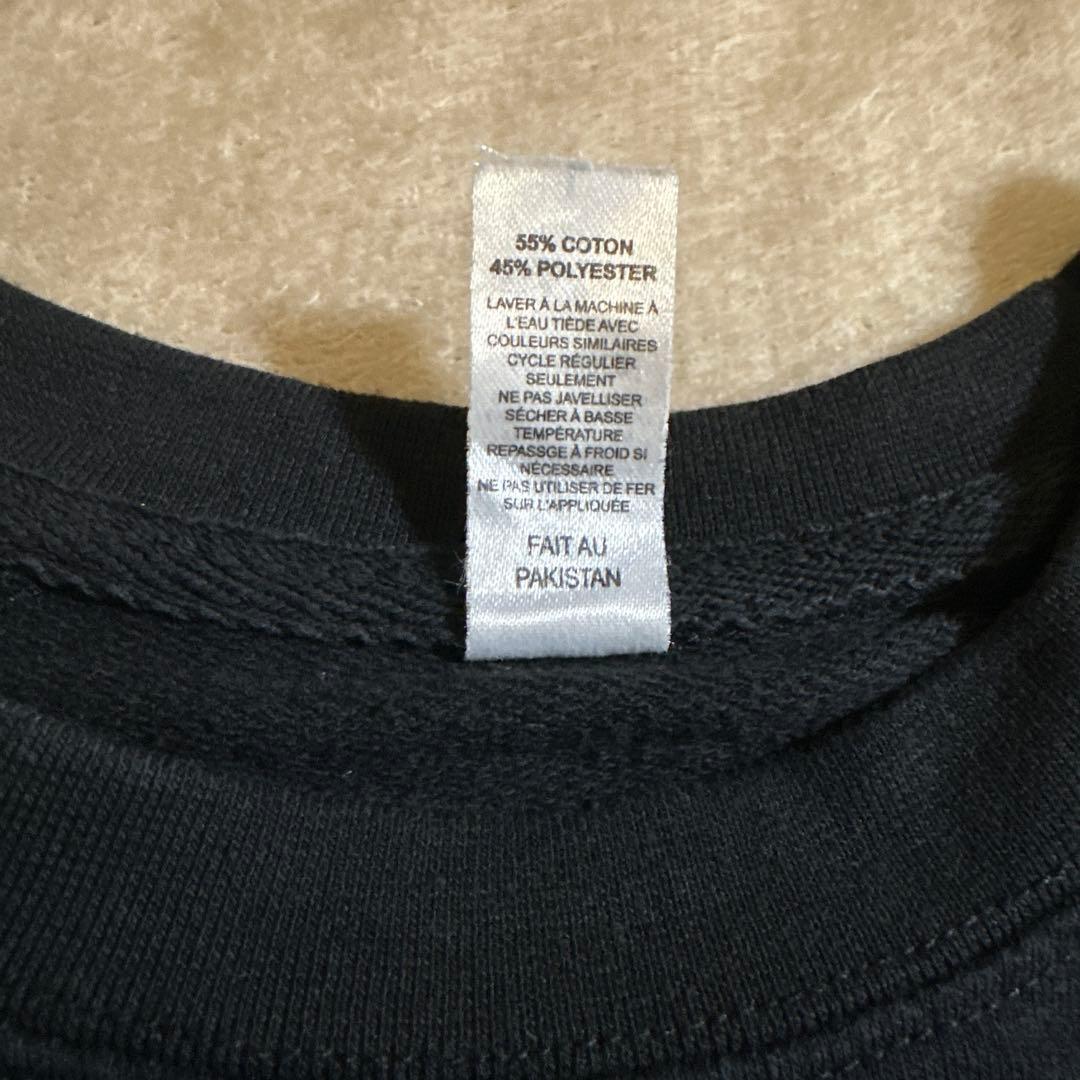 55% COTON
45% POLYESTER
LAVER À LA MACHINE À
L'EAU TIÈDE AVEC
COULEURS SIMILAIRES
CYCLE RÉGULIER
SEULEMENT
NE PAS JAVELLISER
SÉCHER À BASSE
TEMPÉRATURE
REPASSGE À FROID SI
NÉCESSAIRE
NE PAS UTILISER DE FER
SUR L'APPLIQUÉE
FAIT AU
PAKISTAN